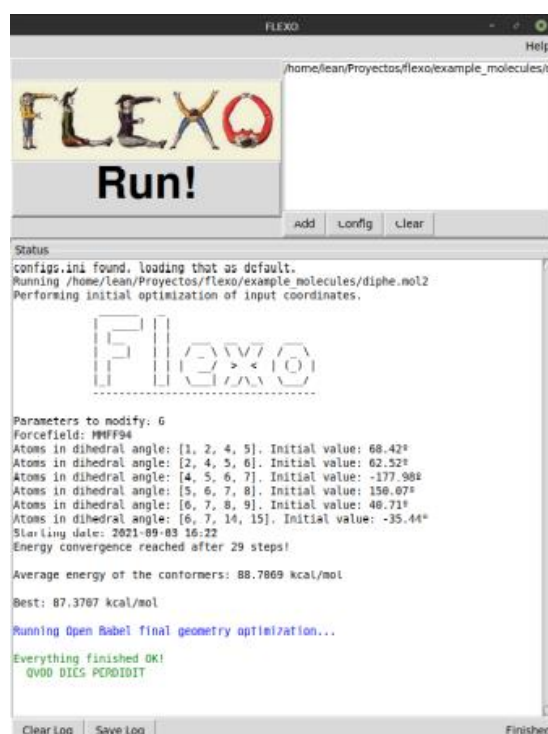 FLEXO
Help
/home/lean/Proyectos/flexo/example_molecules/
FLEXO
Run!
Add Config Clear
Status
configs.ini found, loading that as default.
Running /home/lean/Proyectos/flexo/example_molecules/diphe.mol2
Performing initial optimization of input coordinates.
Flexo
Parameters to modify: 6
Forcefield: MMFF94
Atoms in dihedral angle: [1, 2, 4, 5]. Initial value: 68.42º
Atoms in dihedral angle: [2, 4, 5, 6]. Initial value: 62.52º
Atoms in dihedral angle: [4, 5, 6, 7]. Initial value: -177.98º
Atoms in dihedral angle: [5, 6, 7, 8]. Initial value: 150.07º
Atoms in dihedral angle: [6, 7, 8, 9]. Initial value: 40.71º
Atoms in dihedral angle: [6, 7, 14, 15]. Initial value: -35.44º
Starting date: 2021-09-03 16:22
Energy convergence reached after 29 steps!
Average energy of the conformers: 88.7069 kcal/mol
Best: 87.3707 kcal/mol
Running Open Babel final geometry optimization...
Everything finished OK!
QVOD DICS PERDIDIT
Clear Log Save Log Finished